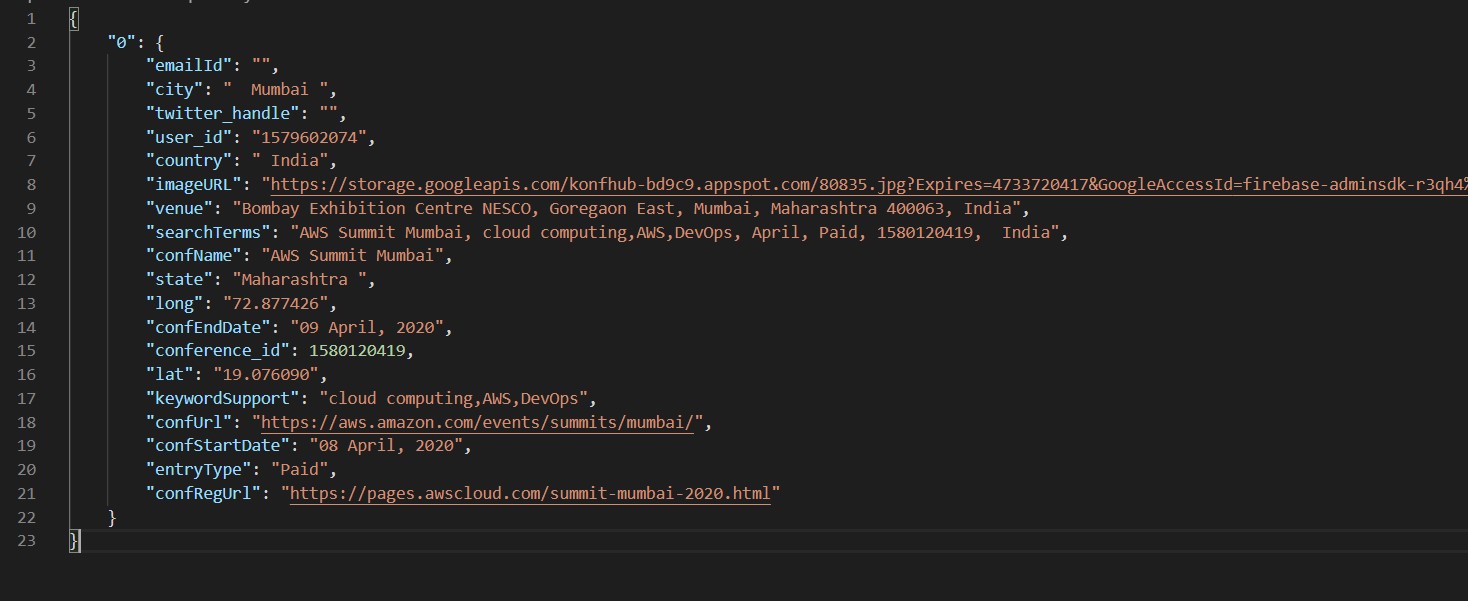 1 {
2 "0": {
3 "emailId": "",
4 "city": "  Mumbai ",
5 "twitter_handle": "",
6 "user_id": "1579602074",
7 "country": " India",
8 "imageURL": "https://storage.googleapis.com/konfhub-bd9c9.appspot.com/80835.jpg?Expires=4733720417&GoogleAccessId=firebase-adminsdk-r3qh4%
9 "venue": "Bombay Exhibition Centre NESCO, Goregaon East, Mumbai, Maharashtra 400063, India",
10 "searchTerms": "AWS Summit Mumbai, cloud computing,AWS,DevOps, April, Paid, 1580120419,  India",
11 "confName": "AWS Summit Mumbai",
12 "state": "Maharashtra ",
13 "long": "72.877426",
14 "confEndDate": "09 April, 2020",
15 "conference_id": 1580120419,
16 "lat": "19.076090",
17 "keywordSupport": "cloud computing,AWS,DevOps",
18 "confUrl": "https://aws.amazon.com/events/summits/mumbai/",
19 "confStartDate": "08 April, 2020",
20 "entryType": "Paid",
21 "confRegUrl": "https://pages.awscloud.com/summit-mumbai-2020.html"
22 }
23 }